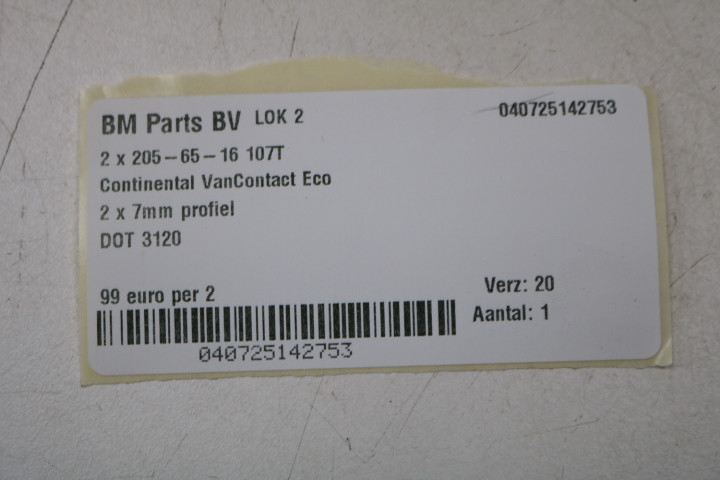 BM Parts BV LOK 2 040725142753
2 x 205-65-16 107T
Continental VanContact Eco
2 x 7mm profiel
DOT 3120
99 euro per 2 Verz: 20
Aantal: 1
040725142753